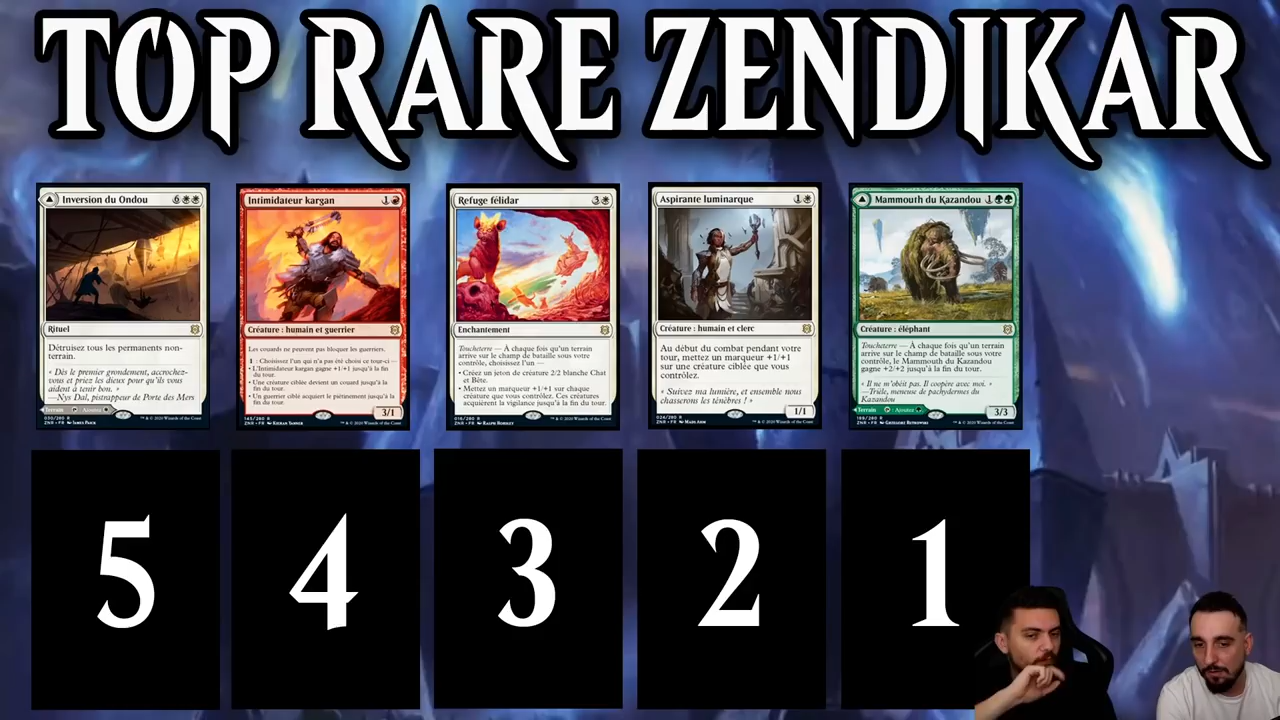 TOP RARE ZENDIKAR
Inversion du Ondou 6
Rituel
Détruisez tous les permanents non-
terrain.
« Dès le premier grondement, accrochez-
vous et priez les dieux pour qu'ils vous
aident à tenir bon. »
—Nys Dal, pistrappeur de Porte des Mers
Terrain : Ajoutez
Intimidateur kargan 1
Créature : humain et guerrier
Les couards ne peuvent pas bloquer les guerriers.
1 : Choisissez l'un qui n'a pas été choisi ce tour-ci —
• L'Intimidateur kargan gagne +1/+1 jusqu'à la fin
du tour.
• Une créature ciblée devient un couard jusqu'à la
fin du tour.
• Un guerrier ciblé acquiert le piétinement jusqu'à la
fin du tour.
3/1
Refuge félidar 3
Enchantement
Toucheterre — À chaque fois qu'un terrain
arrive sur le champ de bataille sous votre
contrôle, choisissez l'un —
• Créez un jeton de créature 2/2 blanche Chat
et Bête.
• Mettez un marqueur +1/+1 sur chaque
créature que vous contrôlez. Ces créatures
acquièrent la vigilance jusqu'à la fin du tour.
Aspirante luminarque 1
Créature : humain et clerc
Au début du combat pendant votre
tour, mettez un marqueur +1/+1
sur une créature ciblée que vous
contrôlez.
« Suivez ma lumière, et ensemble nous
chasserons les ténèbres ! »
1/1
Mammouth du Kazandou 1
Créature : éléphant
Toucheterre — À chaque fois qu'un terrain
arrive sur le champ de bataille sous votre
contrôle, le Mammouth du Kazandou
gagne +2/+2 jusqu'à la fin du tour.
« Il ne m'obéit pas. Il coopère avec moi. »
—Triele, meneuse de pachydermes du
Kazandou
Terrain : Ajoutez
3/3
5
4
3
2
1